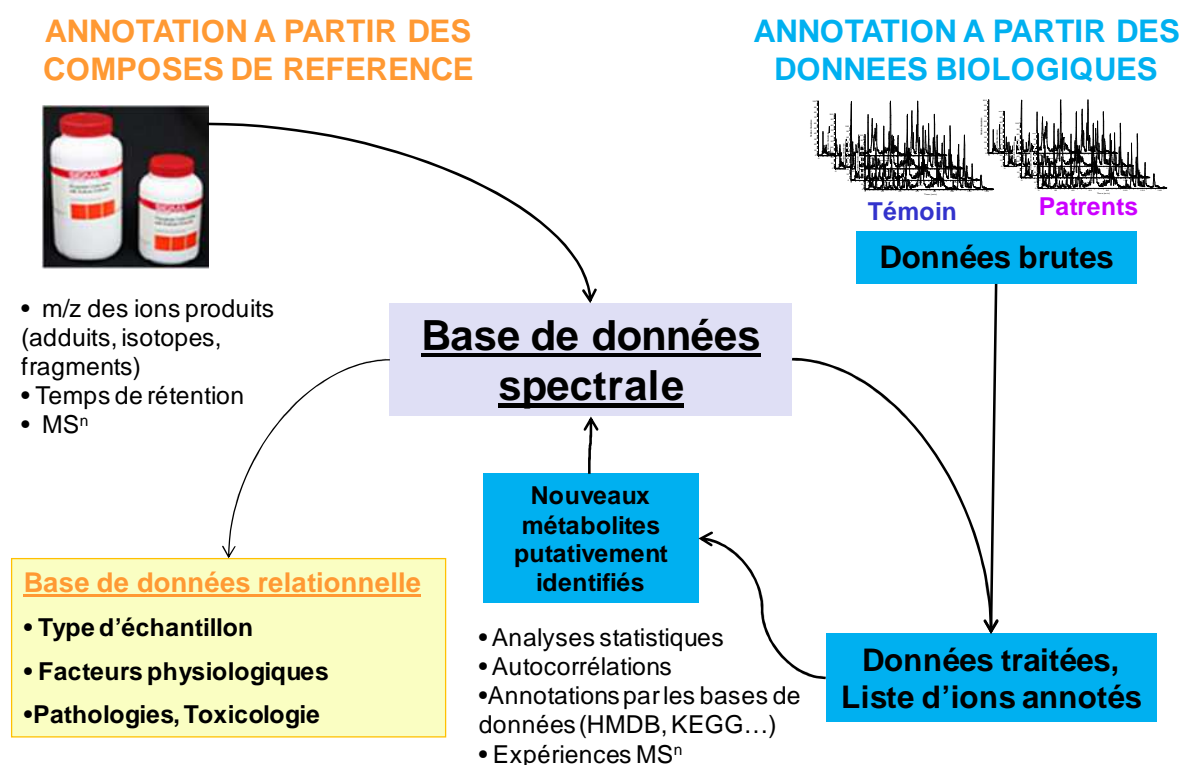 ANNOTATION A PARTIR DES
COMPOSES DE REFERENCE
ANNOTATION A PARTIR DES
DONNEES BIOLOGIQUES
SIGMA
Témoin
Patrents
Données brutes
• m/z des ions produits
(adduits, isotopes,
fragments)
• Temps de rétention
• MSⁿ
Base de données
spectrale
Nouveaux
métabolites
putativement
identifiés
Base de données relationnelle
• Type d'échantillon
• Facteurs physiologiques
•Pathologies, Toxicologie
• Analyses statistiques
• Autocorrélations
•Annotations par les bases de
données (HMDB, KEGG…)
• Expériences MSⁿ
Données traitées,
Liste d'ions annotés